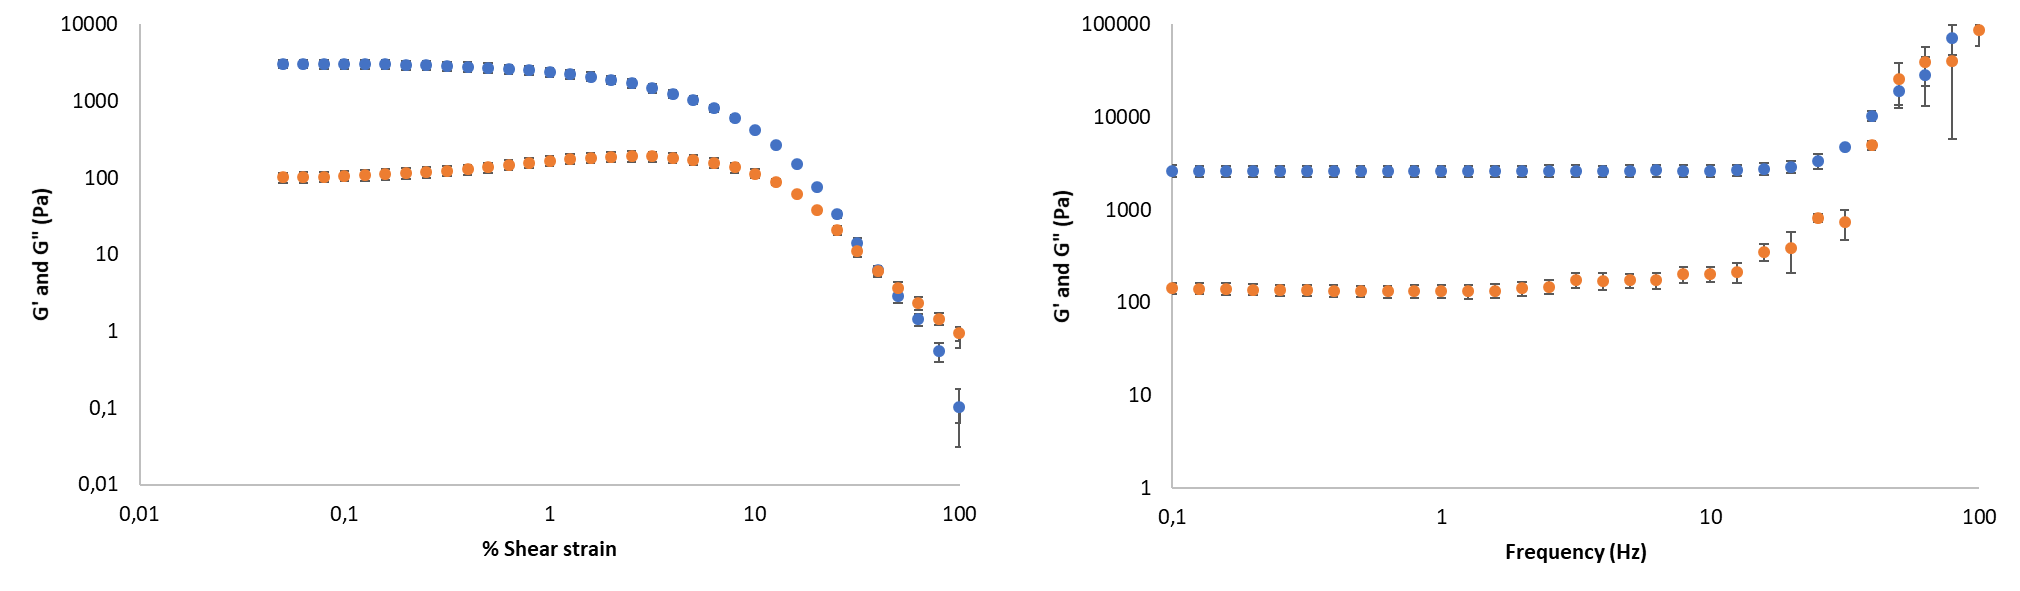 10000
1000
100
10
1
0,1
0,01
G' and G" (Pa)
0,01 0,1 1 10 100
% Shear strain
100000
10000
1000
100
10
1
G' and G" (Pa)
0,1 1 10 100
Frequency (Hz)